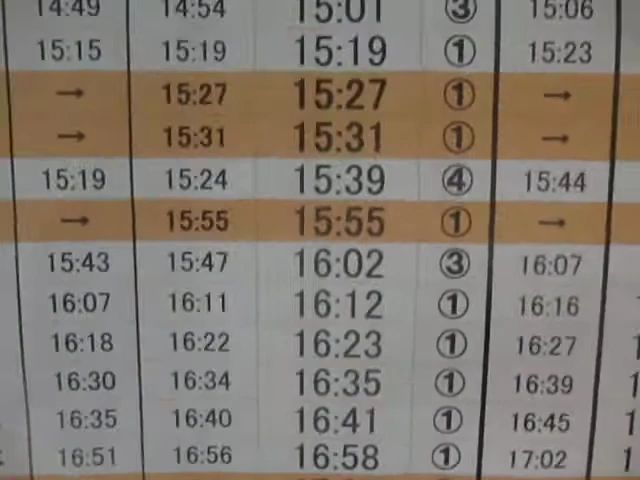 14:49 14:54 15:01 ③ 15:06
15:15 15:19 15:19 ① 15:23
→ 15:27 15:27 ① →
→ 15:31 15:31 ① →
15:19 15:24 15:39 ④ 15:44
→ 15:55 15:55 ① →
15:43 15:47 16:02 ③ 16:07
16:07 16:11 16:12 ① 16:16
16:18 16:22 16:23 ① 16:27
16:30 16:34 16:35 ① 16:39
16:35 16:40 16:41 ① 16:45
16:51 16:56 16:58 ① 17:02